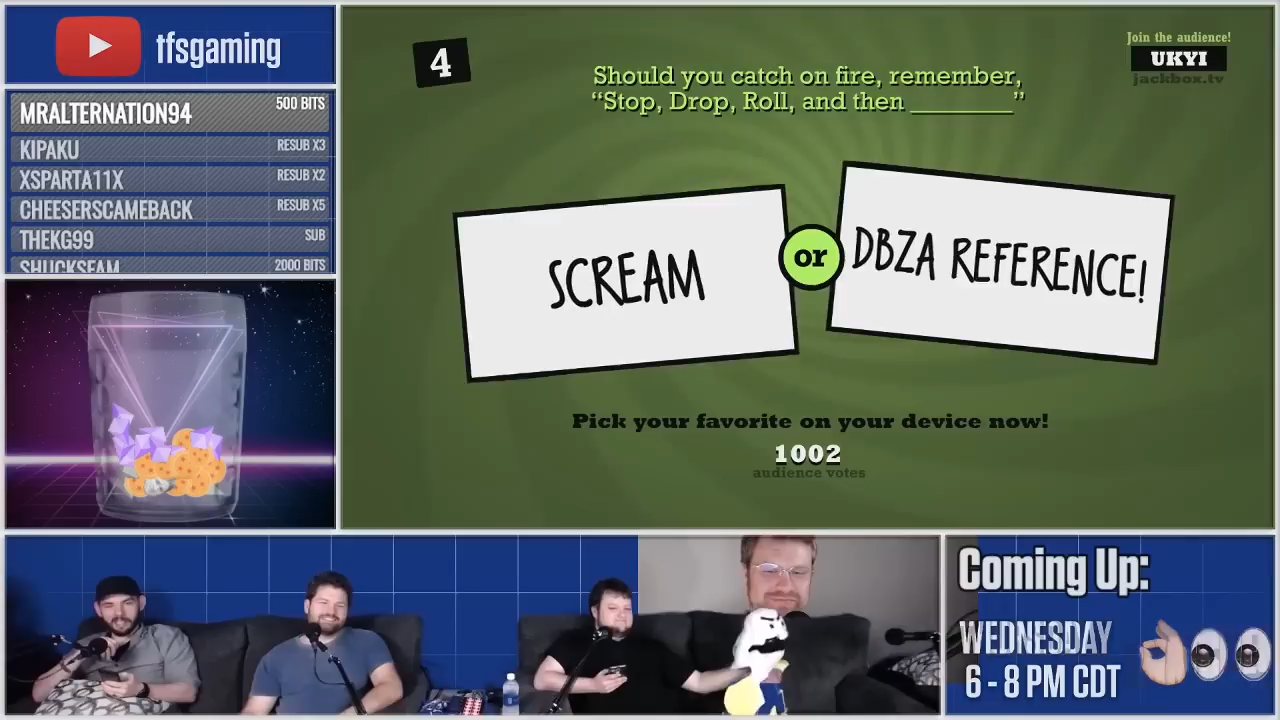 tfsgaming
MRALTERNATION94 500 BITS
KIPAKU RESUB X3
XSPARTA11X RESUB X2
CHEESERSCAMEBACK RESUB X5
THEKG99 SUB
SHUCKSFAM 2000 BITS
4
Should you catch on fire, remember,
“Stop, Drop, Roll, and then ________”
Join the audience!
UKYI
jackbox.tv
SCREAM
or
DBZA REFERENCE!
Pick your favorite on your device now!
1002
audience votes
Coming Up:
WEDNESDAY
6 - 8 PM CDT